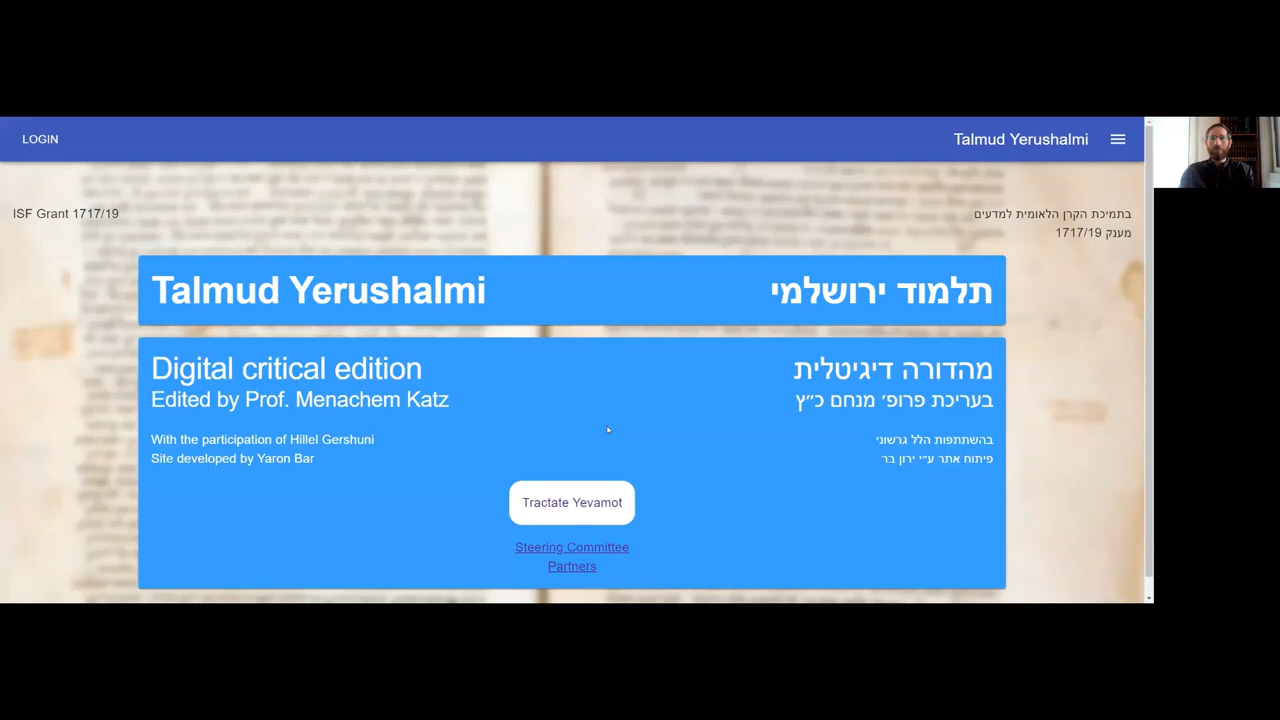 LOGIN
Talmud Yerushalmi
ISF Grant 1717/19
בתמיכת הקרן הלאומית למדעים
מענק 1717/19
Talmud Yerushalmi
תלמוד ירושלמי
Digital critical edition
Edited by Prof. Menachem Katz
מהדורה דיגיטלית
בעריכת פרופ׳ מנחם כ״ץ
With the participation of Hillel Gershuni
Site developed by Yaron Bar
בהשתתפות הלל גרשוני
פיתוח אתר ע״י ירון בר
Tractate Yevamot
Steering Committee
Partners